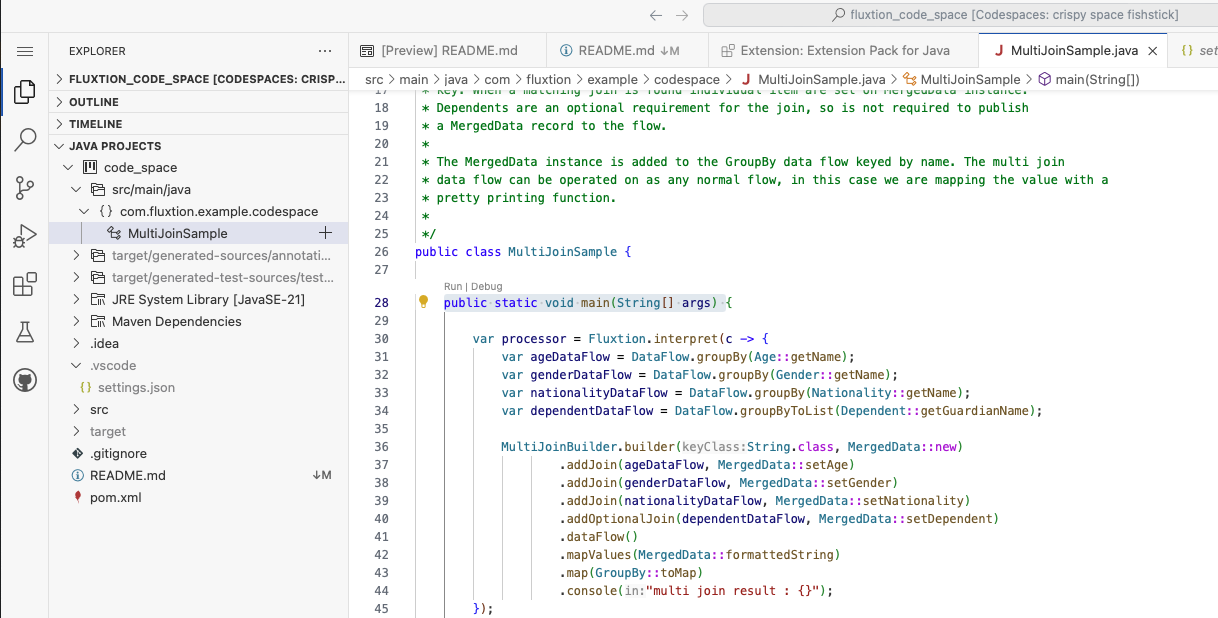 fluxtion_code_space [Codespaces: crispy space fishstick]
EXPLORER
FLUXTION_CODE_SPACE [CODESPACES: CRISP...
OUTLINE
TIMELINE
JAVA PROJECTS
code_space
src/main/java
{} com.fluxtion.example.codespace
MultiJoinSample
target/generated-sources/annotati...
target/generated-test-sources/test...
JRE System Library [JavaSE-21]
Maven Dependencies
.idea
.vscode
{} settings.json
src
target
.gitignore
README.md ↓M
pom.xml
[Preview] README.md
README.md ↓M
Extension: Extension Pack for Java
J MultiJoinSample.java
{} set
src > main > java > com > fluxtion > example > codespace > J MultiJoinSample.java > MultiJoinSample > main(String[])
17 * key. When a matching join is found individual item are set on MergedData instance.
18 * Dependents are an optional requirement for the join, so is not required to publish
19 * a MergedData record to the flow.
20 *
21 * The MergedData instance is added to the GroupBy data flow keyed by name. The multi join
22 * data flow can be operated on as any normal flow, in this case we are mapping the value with a
23 * pretty printing function.
24 *
25 */
26 public class MultiJoinSample {
27
Run | Debug
28 public static void main(String[] args) {
29
30 var processor = Fluxtion.interpret(c -> {
31 var ageDataFlow = DataFlow.groupBy(Age::getName);
32 var genderDataFlow = DataFlow.groupBy(Gender::getName);
33 var nationalityDataFlow = DataFlow.groupBy(Nationality::getName);
34 var dependentDataFlow = DataFlow.groupByToList(Dependent::getGuardianName);
35
36 MultiJoinBuilder.builder(keyClass:String.class, MergedData::new)
37 .addJoin(ageDataFlow, MergedData::setAge)
38 .addJoin(genderDataFlow, MergedData::setGender)
39 .addJoin(nationalityDataFlow, MergedData::setNationality)
40 .addOptionalJoin(dependentDataFlow, MergedData::setDependent)
41 .dataFlow()
42 .mapValues(MergedData::formattedString)
43 .map(GroupBy::toMap)
44 .console(in:"multi join result : {}");
45 });